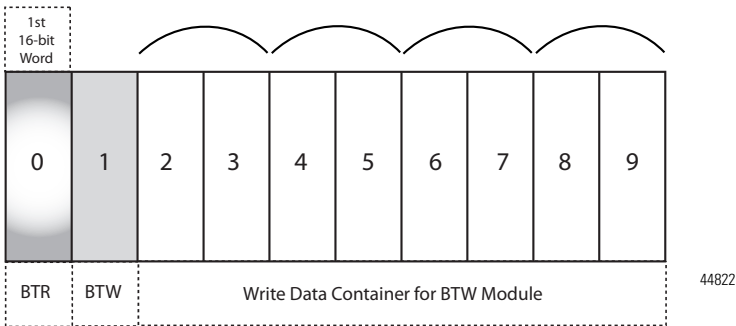 1st
16-bit
Word
0 1 2 3 4 5 6 7 8 9
BTR BTW Write Data Container for BTW Module
44822